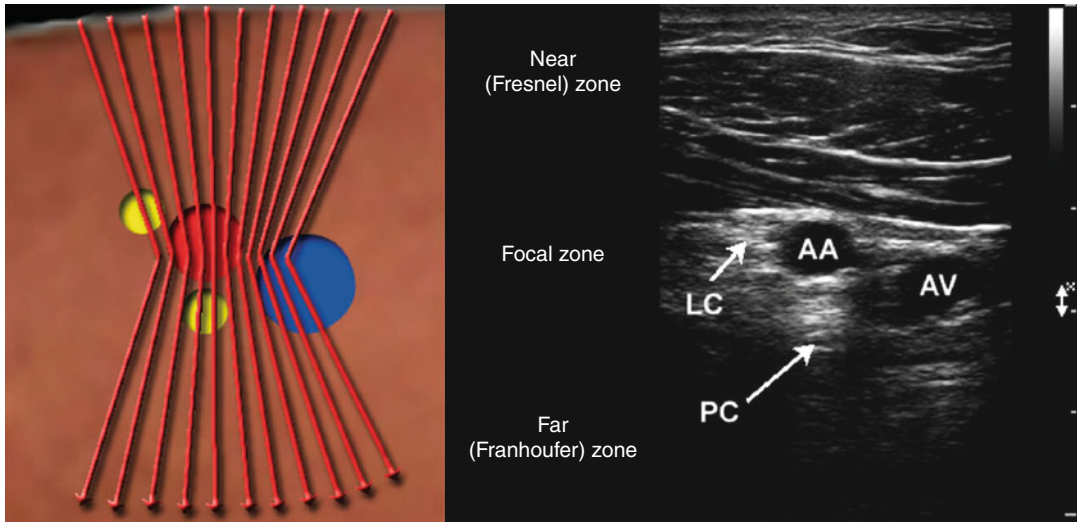 Near
(Fresnel) zone
Focal zone
AA
LC
AV
PC
Far
(Franhoufer) zone